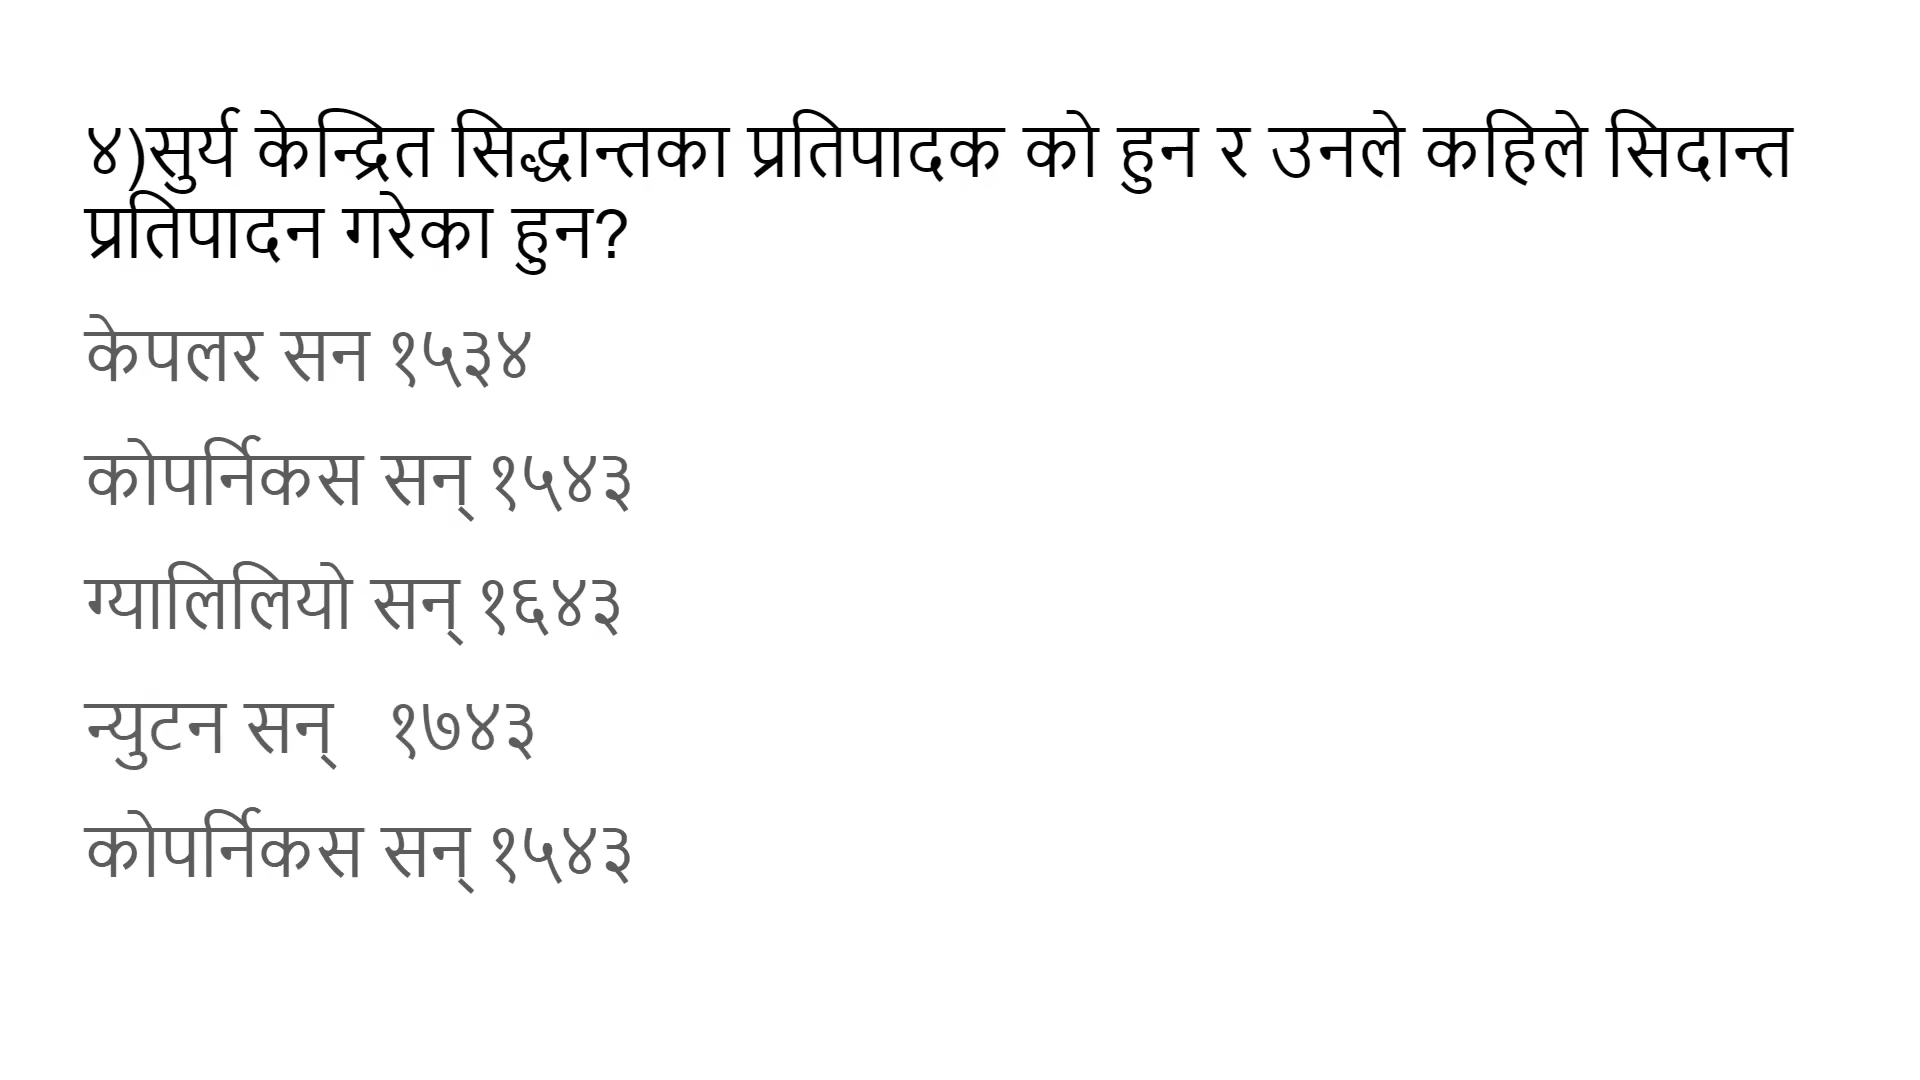 ४)सुर्य केन्द्रित सिद्धान्तका प्रतिपादक को हुन र उनले कहिले सिदान्त
प्रतिपादन गरेका हुन?
केपलर सन १५३४
कोपर्निकस सन् १५४३
ग्यालिलियो सन् १६४३
न्युटन सन्   १७४३
कोपर्निकस सन् १५४३